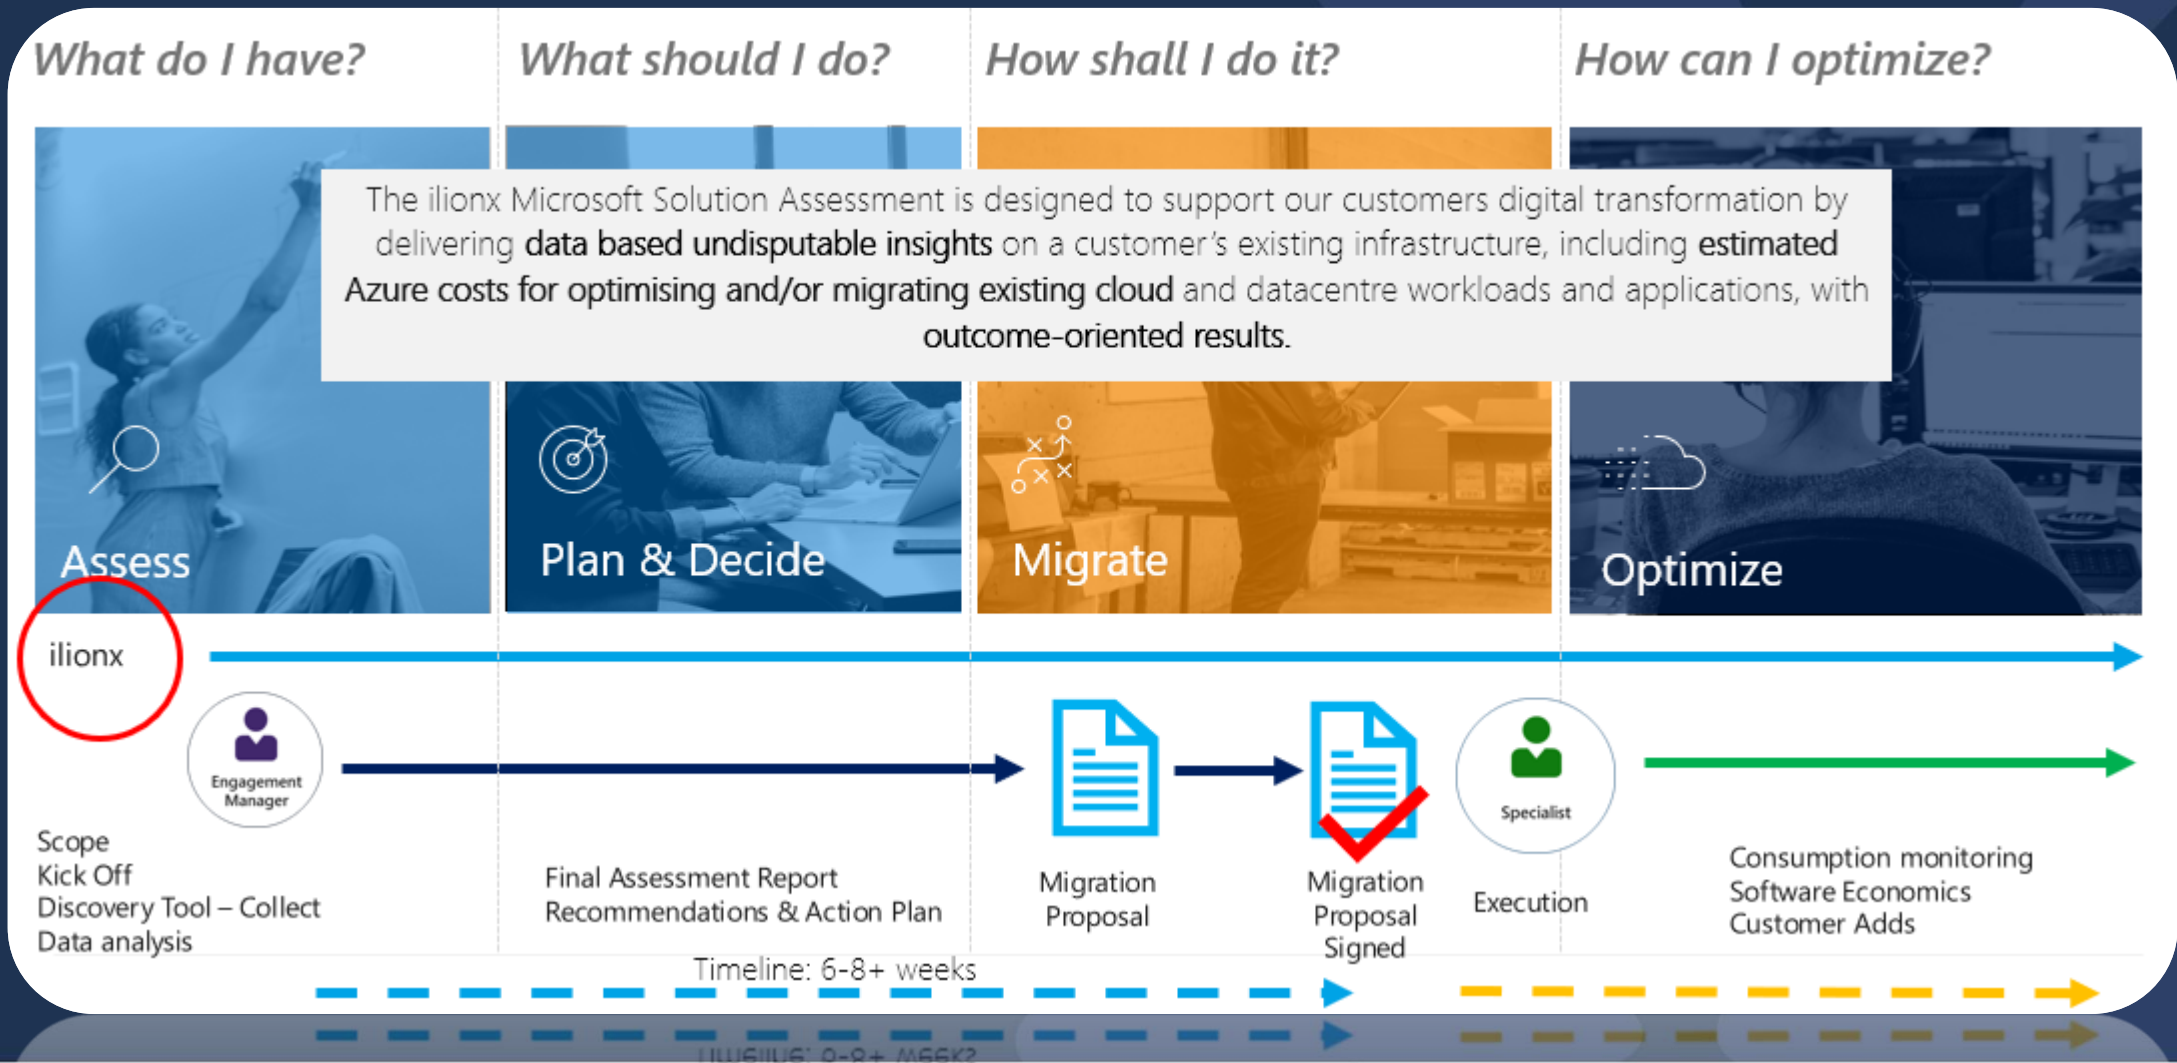 What do I have?
What should I do?
How shall I do it?
How can I optimize?
The ilionx Microsoft Solution Assessment is designed to support our customers digital transformation by
delivering data based undisputable insights on a customer's existing infrastructure, including estimated
Azure costs for optimising and/or migrating existing cloud and datacentre workloads and applications, with
outcome-oriented results.
Assess
Plan & Decide
Migrate
Optimize
ilionx
Engagement
Manager
Specialist
Scope
Kick Off
Discovery Tool – Collect
Data analysis
Final Assessment Report
Recommendations & Action Plan
Migration
Proposal
Migration
Proposal
Signed
Execution
Consumption monitoring
Software Economics
Customer Adds
Timeline: 6-8+ weeks